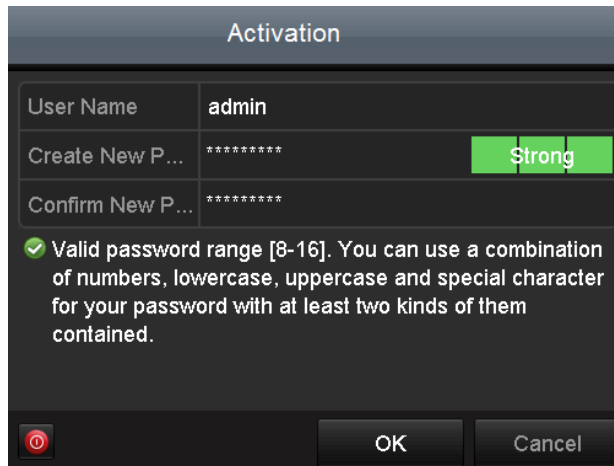 Activation
User Name admin
Create New P... ********* Strong
Confirm New P... *********
Valid password range [8-16]. You can use a combination
of numbers, lowercase, uppercase and special character
for your password with at least two kinds of them
contained.
OK Cancel